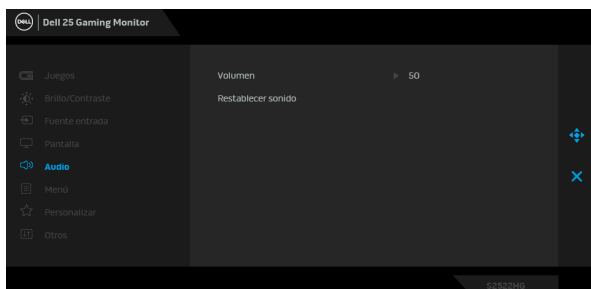 DELL
Dell 25 Gaming Monitor
Juegos
Volumen 50
Brillo/Contraste
Restablecer sonido
Fuente entrada
Pantalla
Audio
Menú
Personalizar
Otros
S2522HG